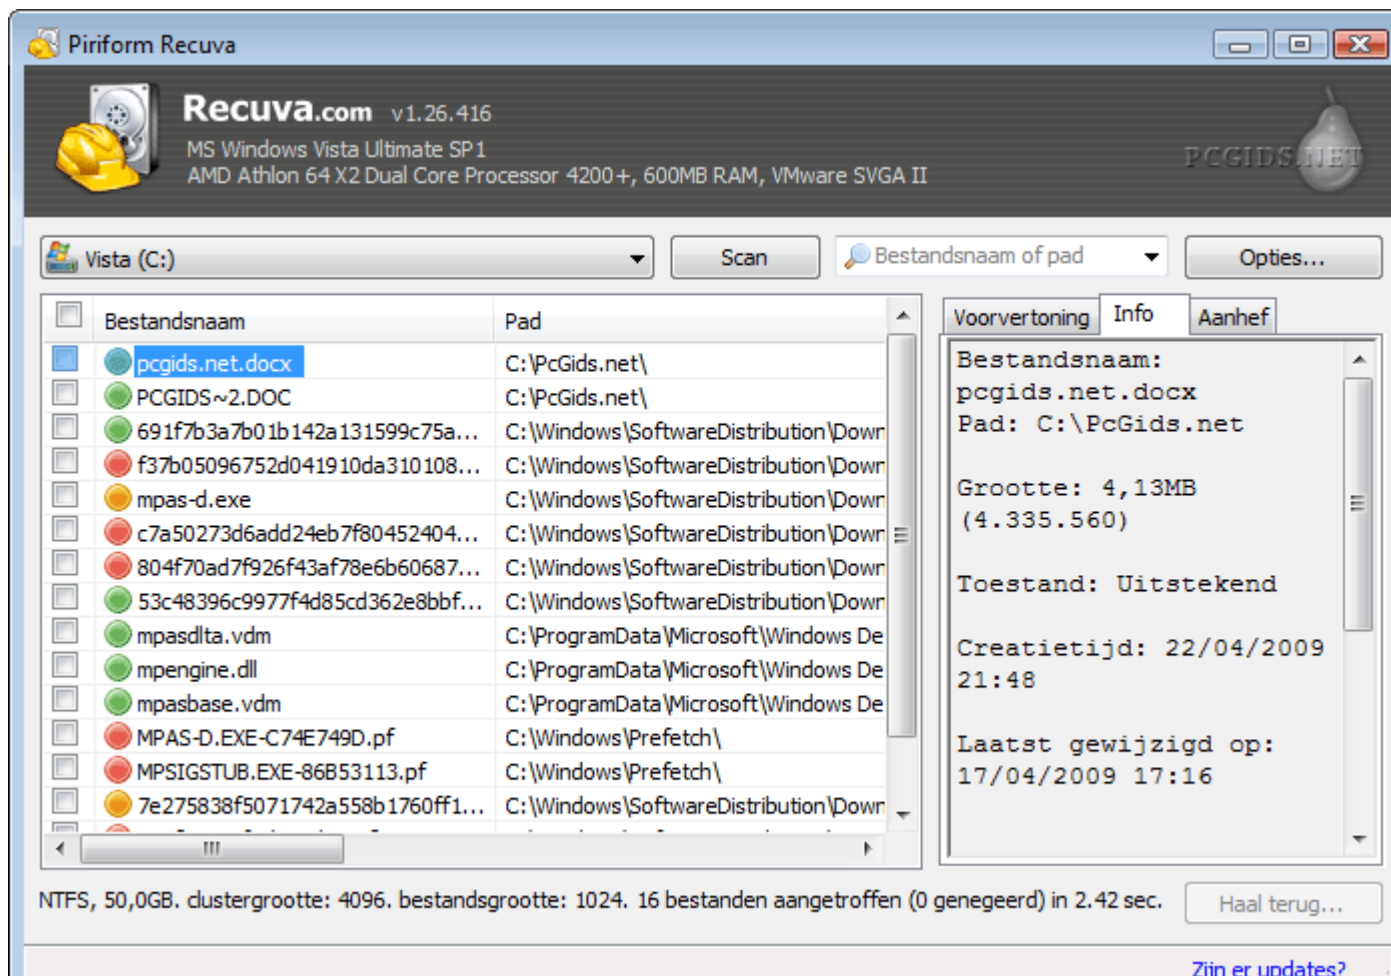 Piriform Recuva
Recuva.com v1.26.416
MS Windows Vista Ultimate SP1
AMD Athlon 64 X2 Dual Core Processor 4200+, 600MB RAM, VMware SVGA II
PCGIDS.NET
Vista (C:) Scan Bestandsnaam of pad Opties...
Bestandsnaam Pad
pcgids.net.docx C:\PcGids.net\
PCGIDS~2.DOC C:\PcGids.net\
691f7b3a7b01b142a131599c75a... C:\Windows\SoftwareDistribution\Down
f37b05096752d041910da310108... C:\Windows\SoftwareDistribution\Down
mpas-d.exe C:\Windows\SoftwareDistribution\Down
c7a50273d6add24eb7f80452404... C:\Windows\SoftwareDistribution\Down
804f70ad7f926f43af78e6b60687... C:\Windows\SoftwareDistribution\Down
53c48396c9977f4d85cd362e8bbf... C:\Windows\SoftwareDistribution\Down
mpasdlta.vdm C:\ProgramData\Microsoft\Windows De
mpengine.dll C:\ProgramData\Microsoft\Windows De
mpasbase.vdm C:\ProgramData\Microsoft\Windows De
MPAS-D.EXE-C74E749D.pf C:\Windows\Prefetch\
MPSIGSTUB.EXE-86B53113.pf C:\Windows\Prefetch\
7e275838f5071742a558b1760ff1... C:\Windows\SoftwareDistribution\Down
Voorvertoning Info Aanhef
Bestandsnaam:
pcgids.net.docx
Pad: C:\PcGids.net
Grootte: 4,13MB
(4.335.560)
Toestand: Uitstekend
Creatietijd: 22/04/2009
21:48
Laatst gewijzigd op:
17/04/2009 17:16
NTFS, 50,0GB. clustergrootte: 4096. bestandsgrootte: 1024. 16 bestanden aangetroffen (0 genegeerd) in 2.42 sec. Haal terug...
Zijn er updates?